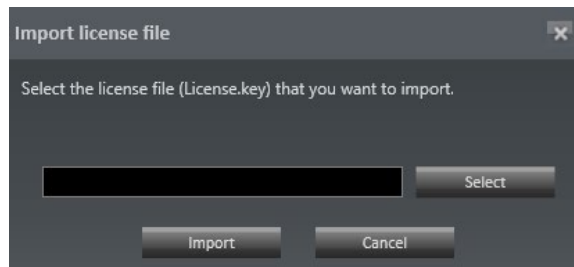 Import license file
Select the license file (License.key) that you want to import.
Select
Import Cancel